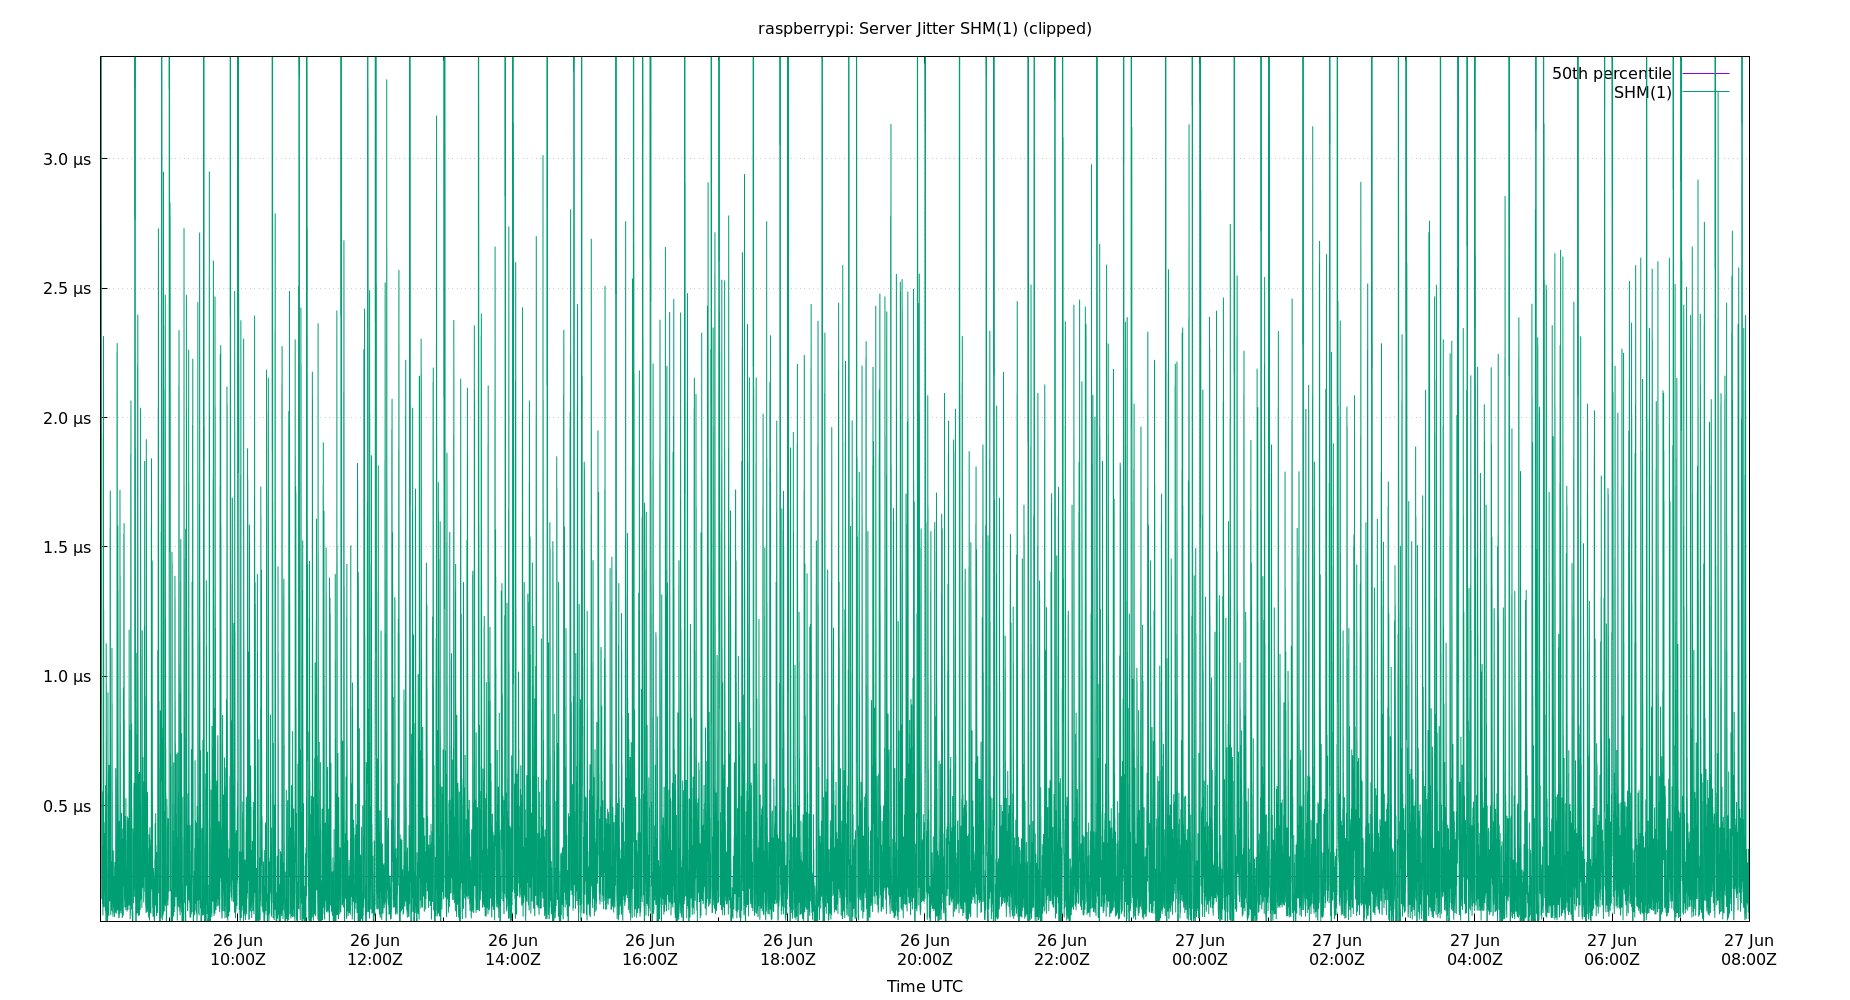 raspberrypi: Server Jitter SHM(1) (clipped)
50th percentile
SHM(1)
3.0 µs
2.5 µs
2.0 µs
1.5 µs
1.0 µs
0.5 µs
26 Jun 26 Jun 26 Jun 26 Jun 26 Jun 26 Jun 26 Jun 27 Jun 27 Jun 27 Jun 27 Jun 27 Jun
10:00Z 12:00Z 14:00Z 16:00Z 18:00Z 20:00Z 22:00Z 00:00Z 02:00Z 04:00Z 06:00Z 08:00Z
Time UTC